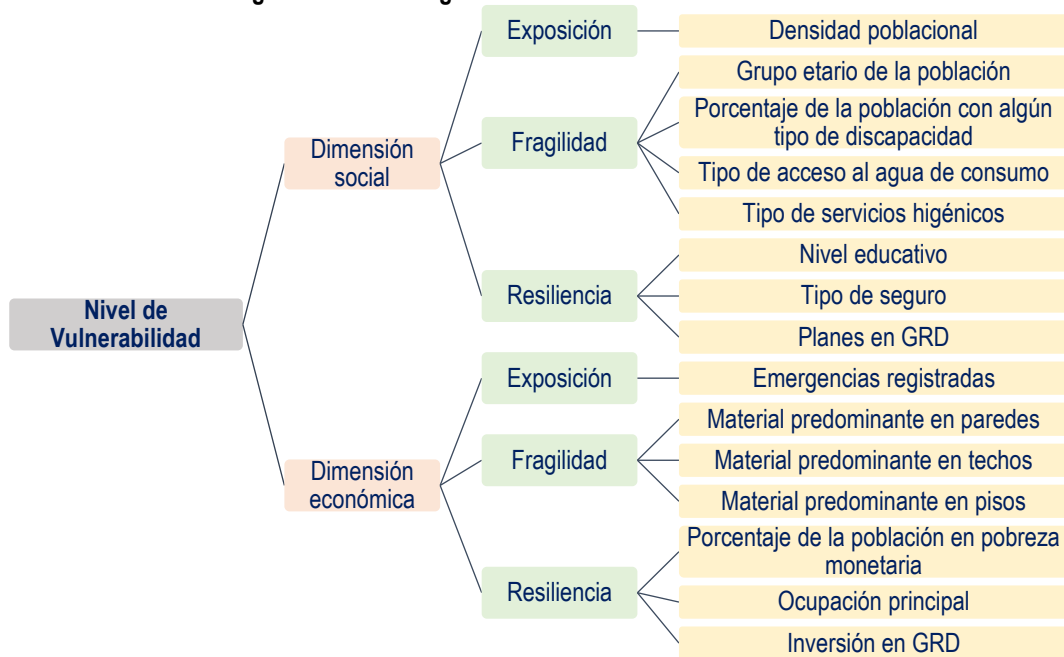 Exposición
Densidad poblacional
Grupo etario de la población
Porcentaje de la población con algún
tipo de discapacidad
Dimensión
social
Fragilidad
Tipo de acceso al agua de consumo
Tipo de servicios higénicos
Nivel educativo
Resiliencia
Tipo de seguro
Planes en GRD
Nivel de
Vulnerabilidad
Exposición
Emergencias registradas
Material predominante en paredes
Dimensión
económica
Fragilidad
Material predominante en techos
Material predominante en pisos
Porcentaje de la población en pobreza
monetaria
Resiliencia
Ocupación principal
Inversión en GRD